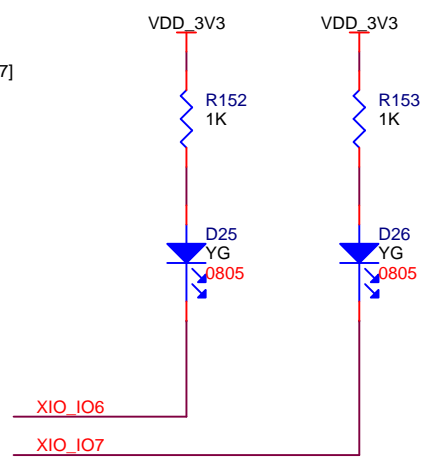 VDD_3V3 VDD_3V3
7]
R152 R153
1K 1K
D25 D26
YG YG
0805 0805
XIO_IO6
XIO_IO7